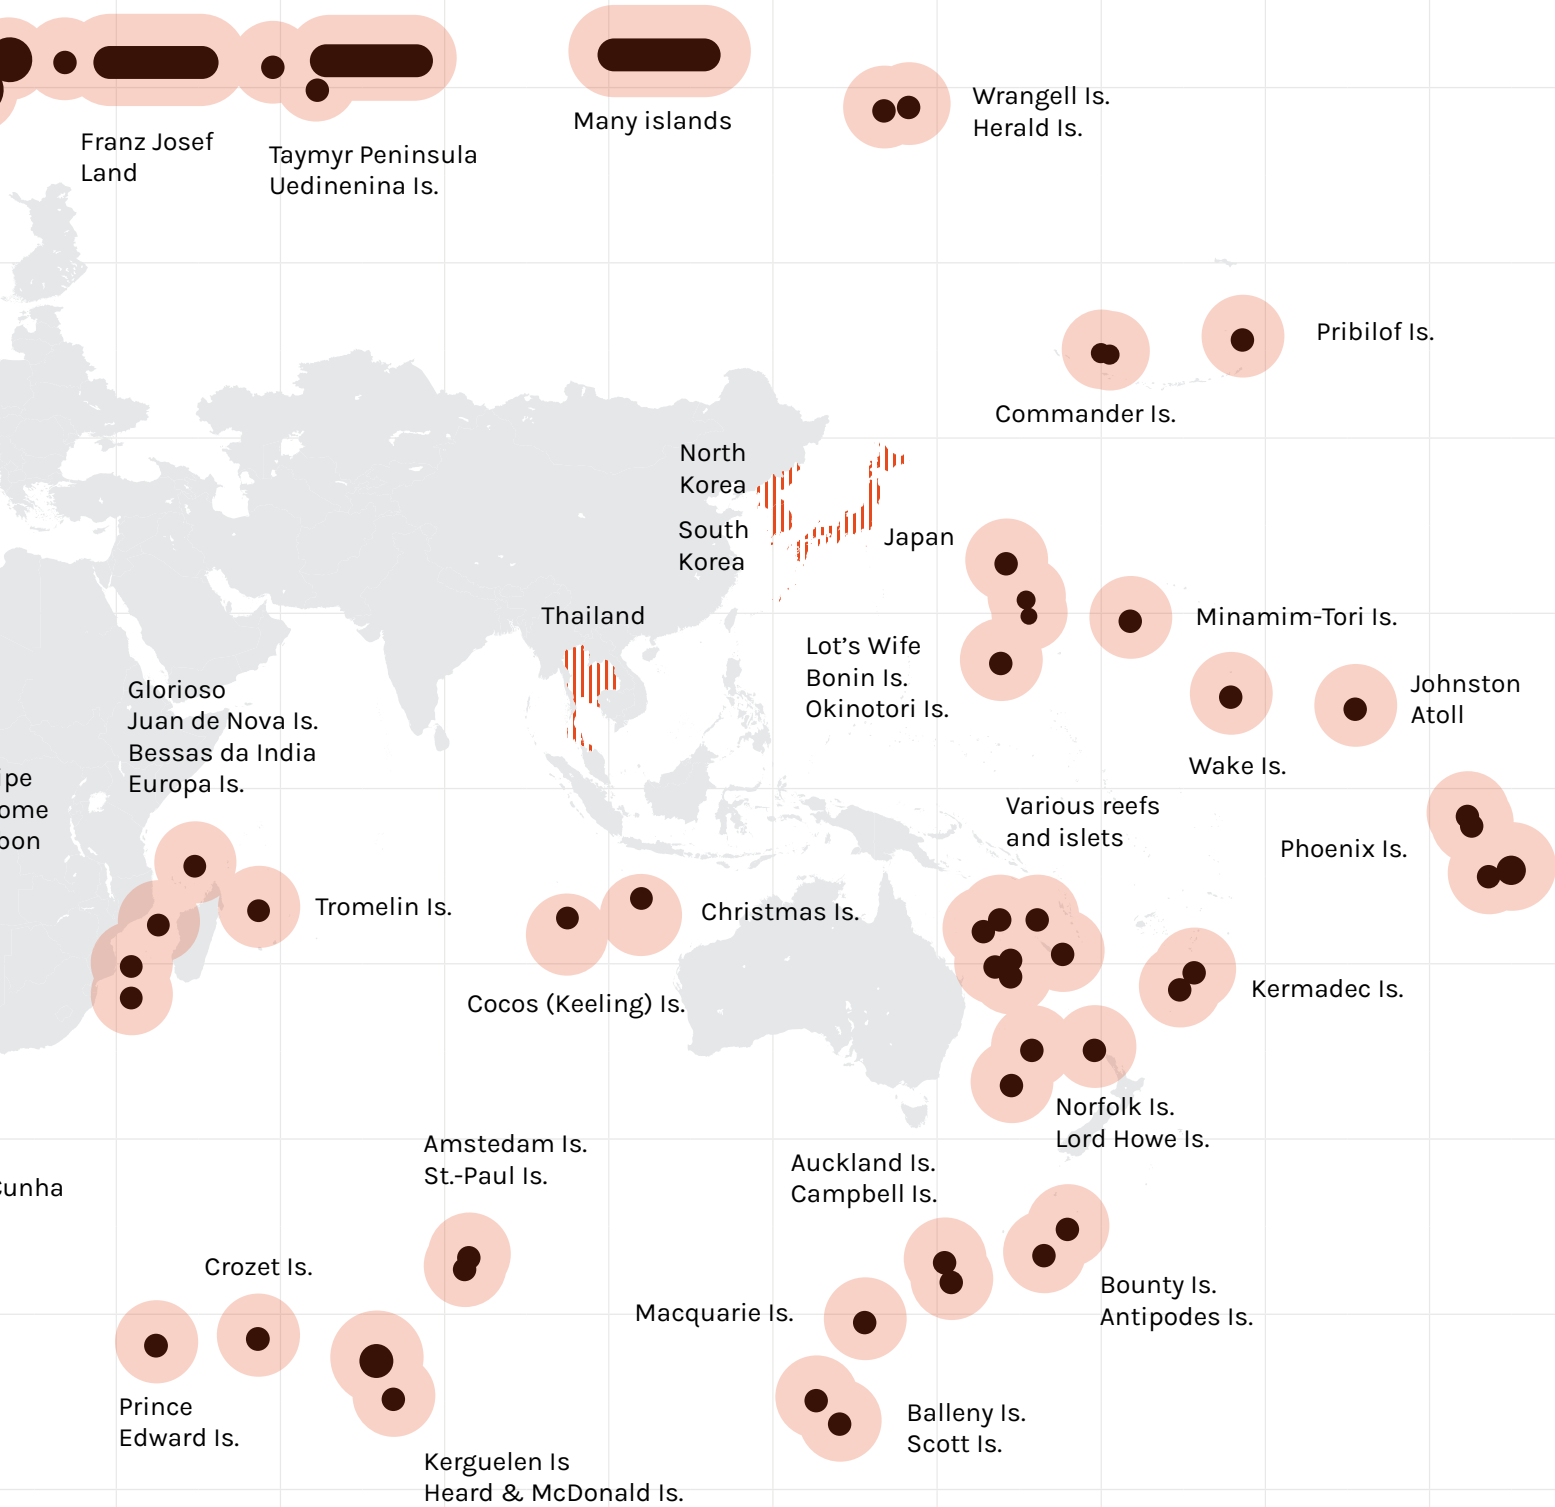 Wrangell Is.
Herald Is.
Many islands
Franz Josef
Land
Taymyr Peninsula
Uedinenina Is.
Pribilof Is.
Commander Is.
North
Korea
South
Korea
Japan
Thailand
Minamim-Tori Is.
Lot's Wife
Bonin Is.
Okinotori Is.
Johnston
Atoll
Wake Is.
Glorioso
Juan de Nova Is.
Bessas da India
Europa Is.
ipe
ome
oon
Various reefs
and islets
Phoenix Is.
Tromelin Is.
Christmas Is.
Cocos (Keeling) Is.
Kermadec Is.
Norfolk Is.
Lord Howe Is.
Amstedam Is.
St.-Paul Is.
Auckland Is.
Campbell Is.
Cunha
Crozet Is.
Bounty Is.
Antipodes Is.
Macquarie Is.
Prince
Edward Is.
Balleny Is.
Scott Is.
Kerguelen Is
Heard & McDonald Is.